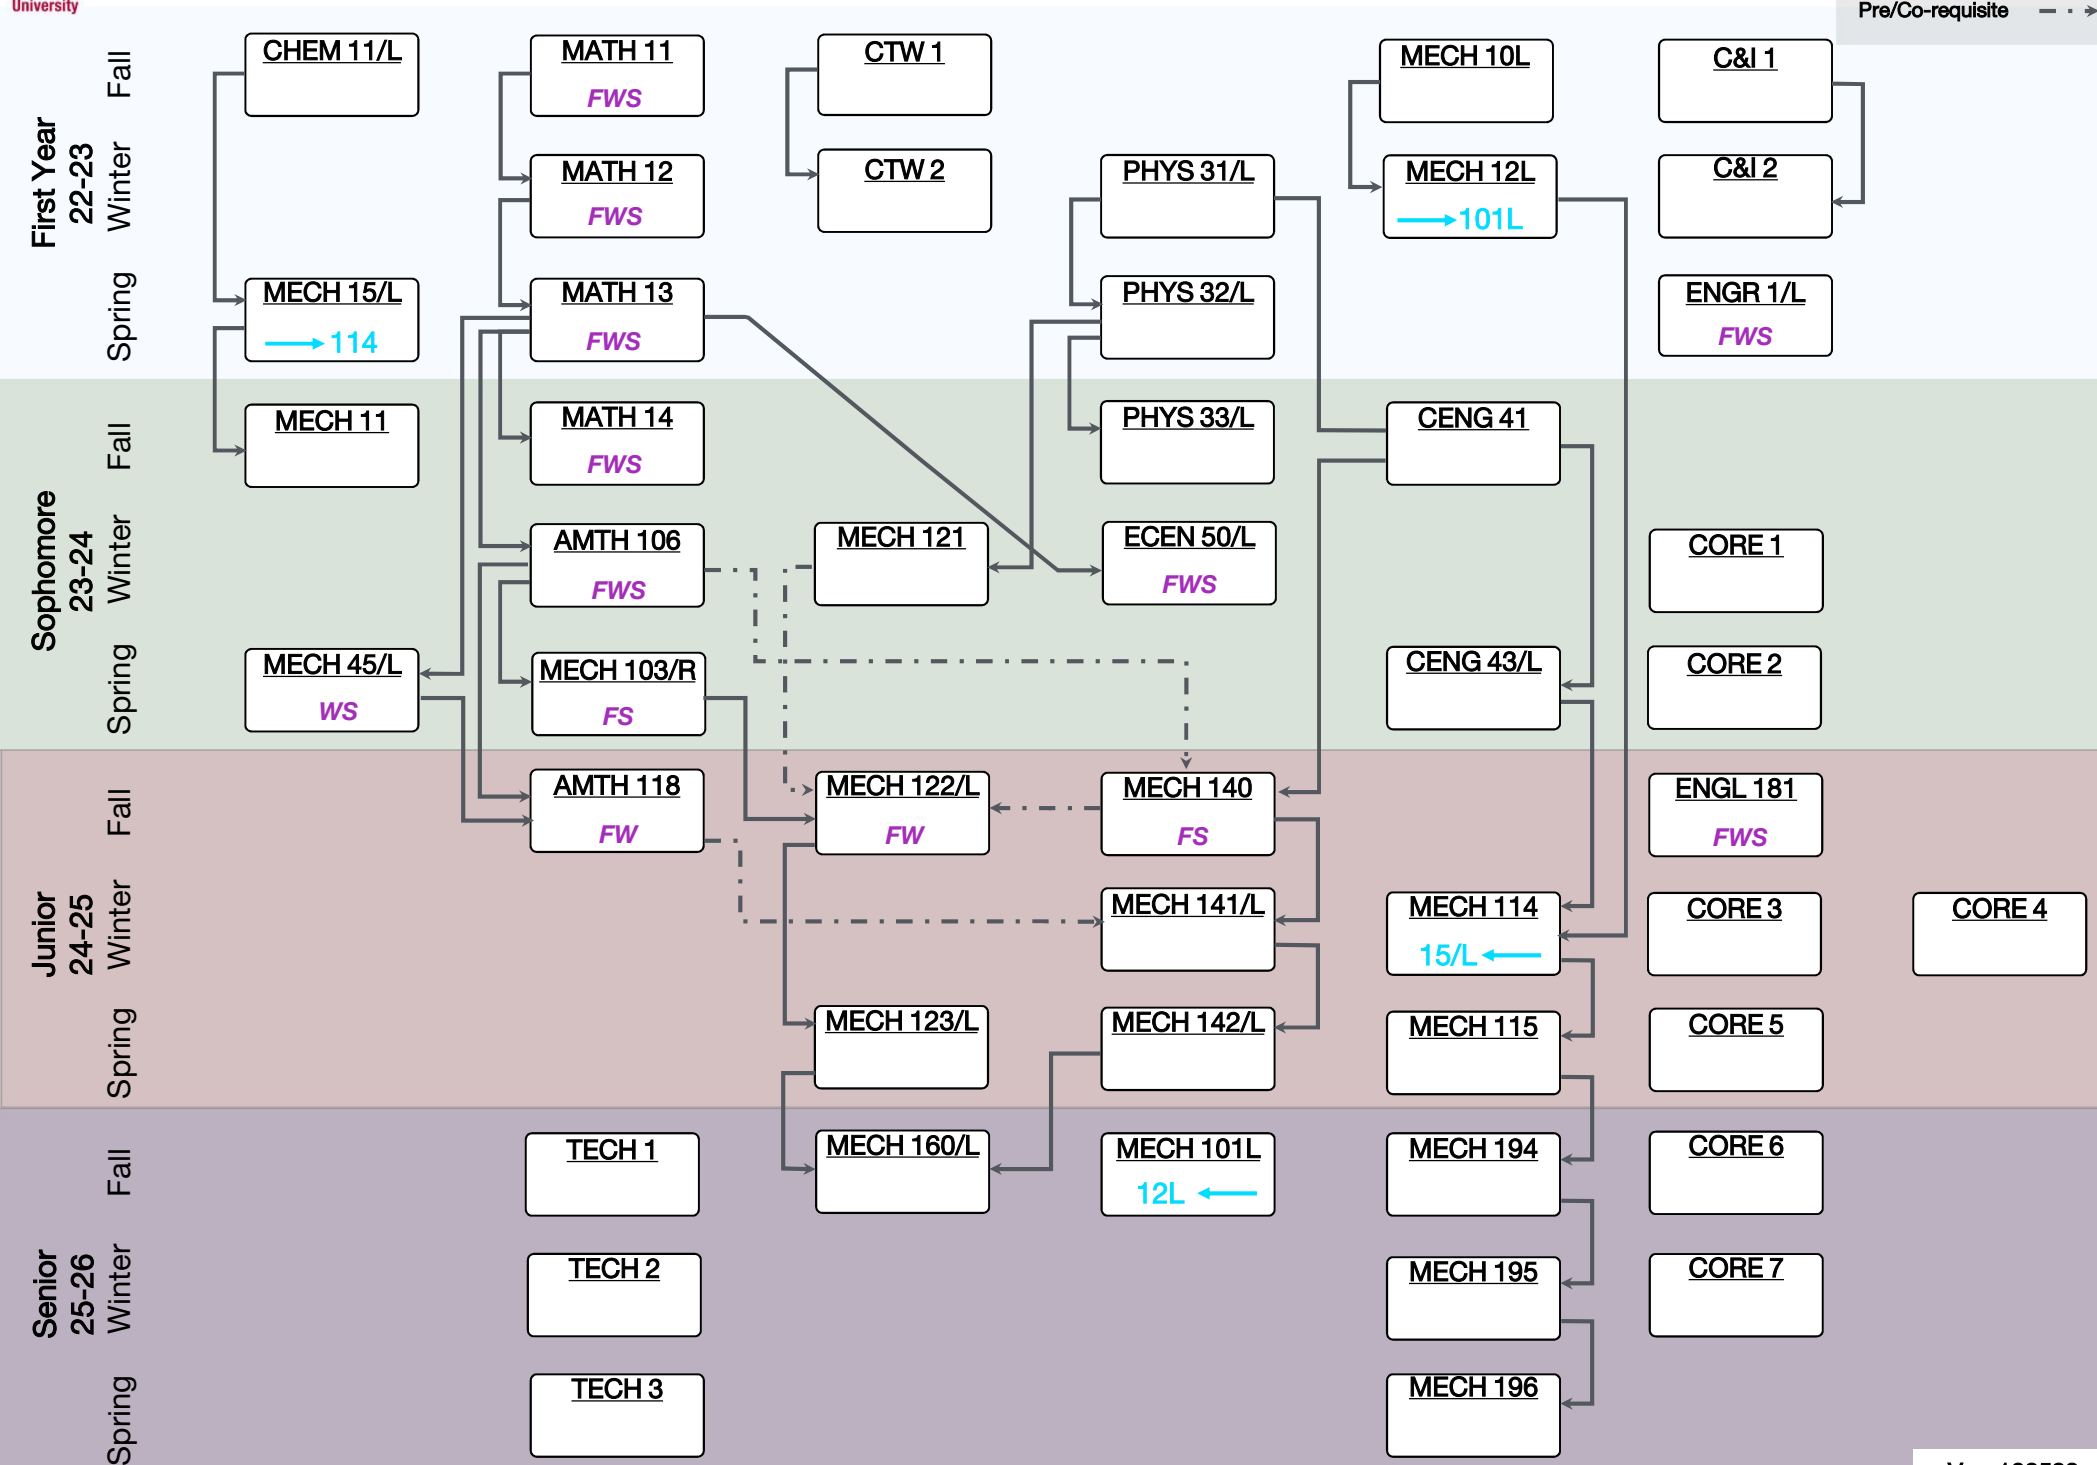 University
Pre/Co-requisite
First Year
22-23
Fall
CHEM 11/L
MATH 11
FWS
CTW 1
MECH 10L
C&I 1
Winter
MATH 12
FWS
CTW 2
PHYS 31/L
MECH 12L
101L
C&I 2
Spring
MECH 15/L
114
MATH 13
FWS
PHYS 32/L
ENGR 1/L
FWS
Sophomore
23-24
Fall
MECH 11
MATH 14
FWS
PHYS 33/L
CENG 41
Winter
AMTH 106
FWS
MECH 121
ECEN 50/L
FWS
CORE 1
Spring
MECH 45/L
WS
MECH 103/R
FS
CENG 43/L
CORE 2
Junior
24-25
Fall
AMTH 118
FW
MECH 122/L
FW
MECH 140
FS
ENGL 181
FWS
Winter
MECH 141/L
MECH 114
15/L
CORE 3
CORE 4
Spring
MECH 123/L
MECH 142/L
MECH 115
CORE 5
Senior
25-26
Fall
TECH 1
MECH 160/L
MECH 101L
12L
MECH 194
CORE 6
Winter
TECH 2
MECH 195
CORE 7
Spring
TECH 3
MECH 196